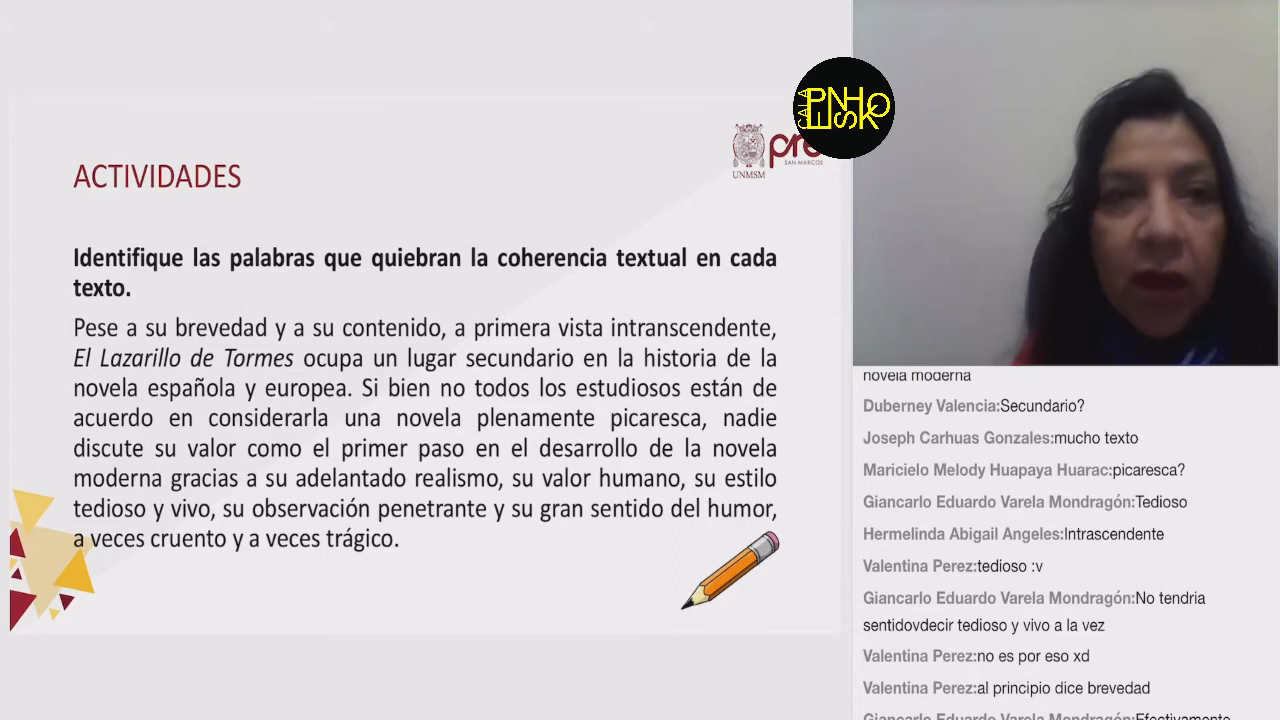 CALA
PENSHOK
pre
SAN MARCOS
UNMSM
ACTIVIDADES
Identifique las palabras que quiebran la coherencia textual en cada
texto.
Pese a su brevedad y a su contenido, a primera vista intranscendente,
El Lazarillo de Tormes ocupa un lugar secundario en la historia de la
novela española y europea. Si bien no todos los estudiosos están de
acuerdo en considerarla una novela plenamente picaresca, nadie
discute su valor como el primer paso en el desarrollo de la novela
moderna gracias a su adelantado realismo, su valor humano, su estilo
tedioso y vivo, su observación penetrante y su gran sentido del humor,
a veces cruento y a veces trágico.
novela moderna
Duberney Valencia:Secundario?
Joseph Carhuas Gonzales:mucho texto
Maricielo Melody Huapaya Huarac:picaresca?
Giancarlo Eduardo Varela Mondragón:Tedioso
Hermelinda Abigail Angeles:Intrascendente
Valentina Perez:tedioso :v
Giancarlo Eduardo Varela Mondragón:No tendria
sentidovdecir tedioso y vivo a la vez
Valentina Perez:no es por eso xd
Valentina Perez:al principio dice brevedad
Giancarlo Eduardo Varela Mondragón:Efectivamente